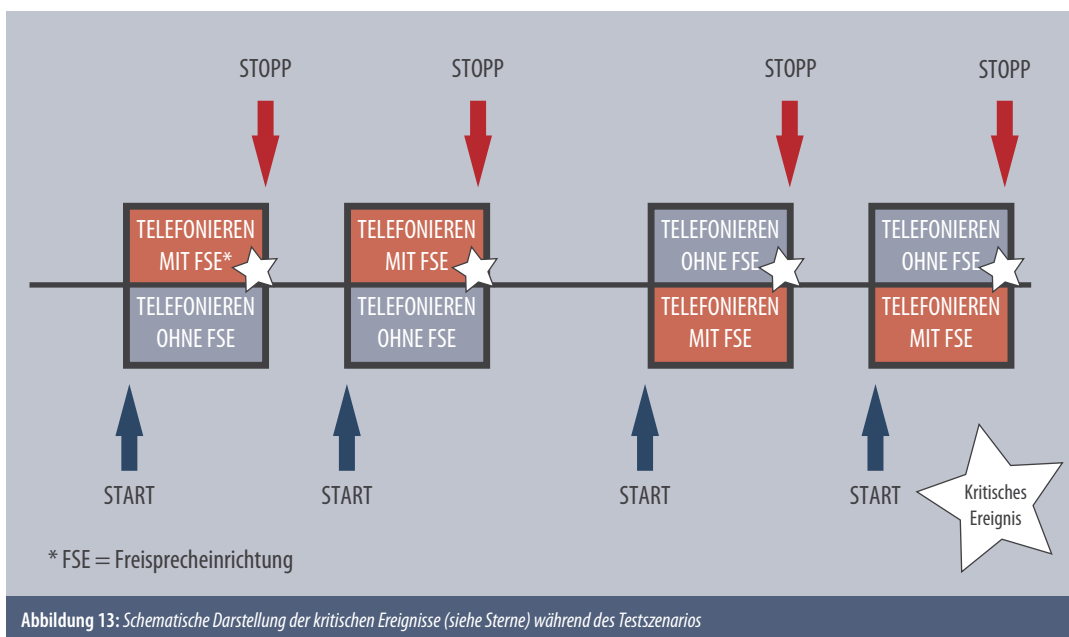 STOPP STOPP STOPP STOPP
TELEFONIEREN
MIT FSE*
TELEFONIEREN
OHNE FSE
TELEFONIEREN
MIT FSE
TELEFONIEREN
OHNE FSE
TELEFONIEREN
OHNE FSE
TELEFONIEREN
MIT FSE
TELEFONIEREN
OHNE FSE
TELEFONIEREN
MIT FSE
START START START START
Kritisches
Ereignis
* FSE = Freisprecheinrichtung
Abbildung 13: Schematische Darstellung der kritischen Ereignisse (siehe Sterne) während des Testszenarios